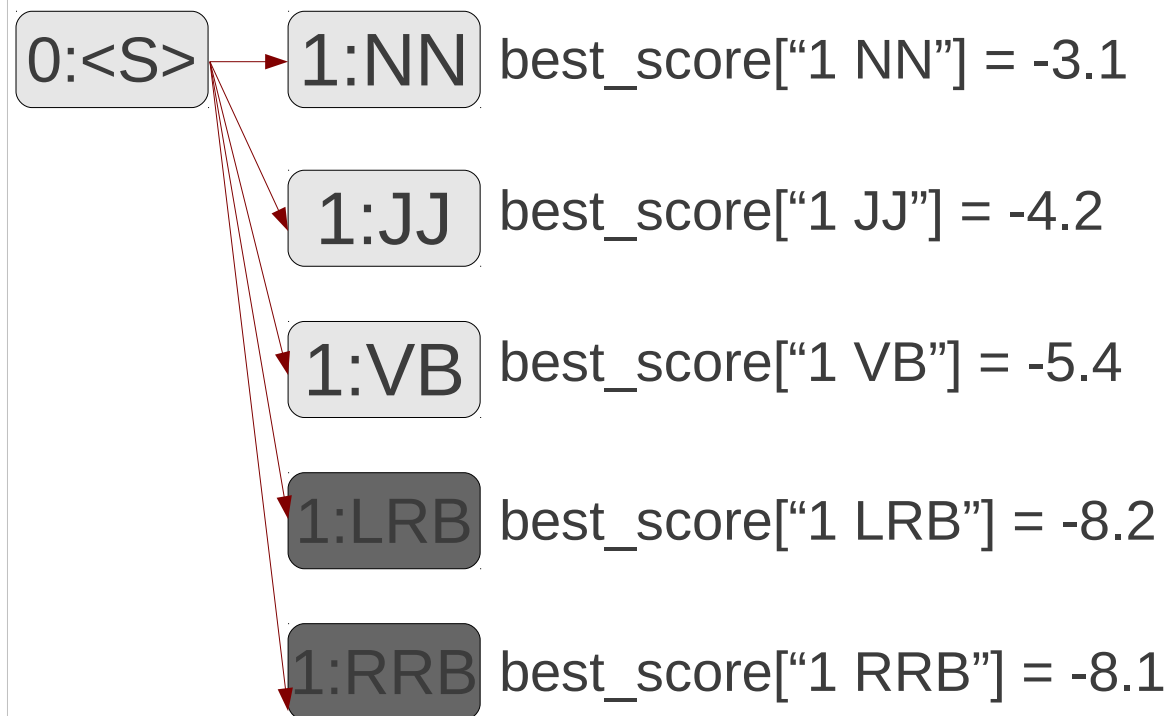 0:<S> 1:NN best_score[“1 NN”] = -3.1
1:JJ best_score[“1 JJ”] = -4.2
1:VB best_score[“1 VB”] = -5.4
1:LRB best_score[“1 LRB”] = -8.2
1:RRB best_score[“1 RRB”] = -8.1